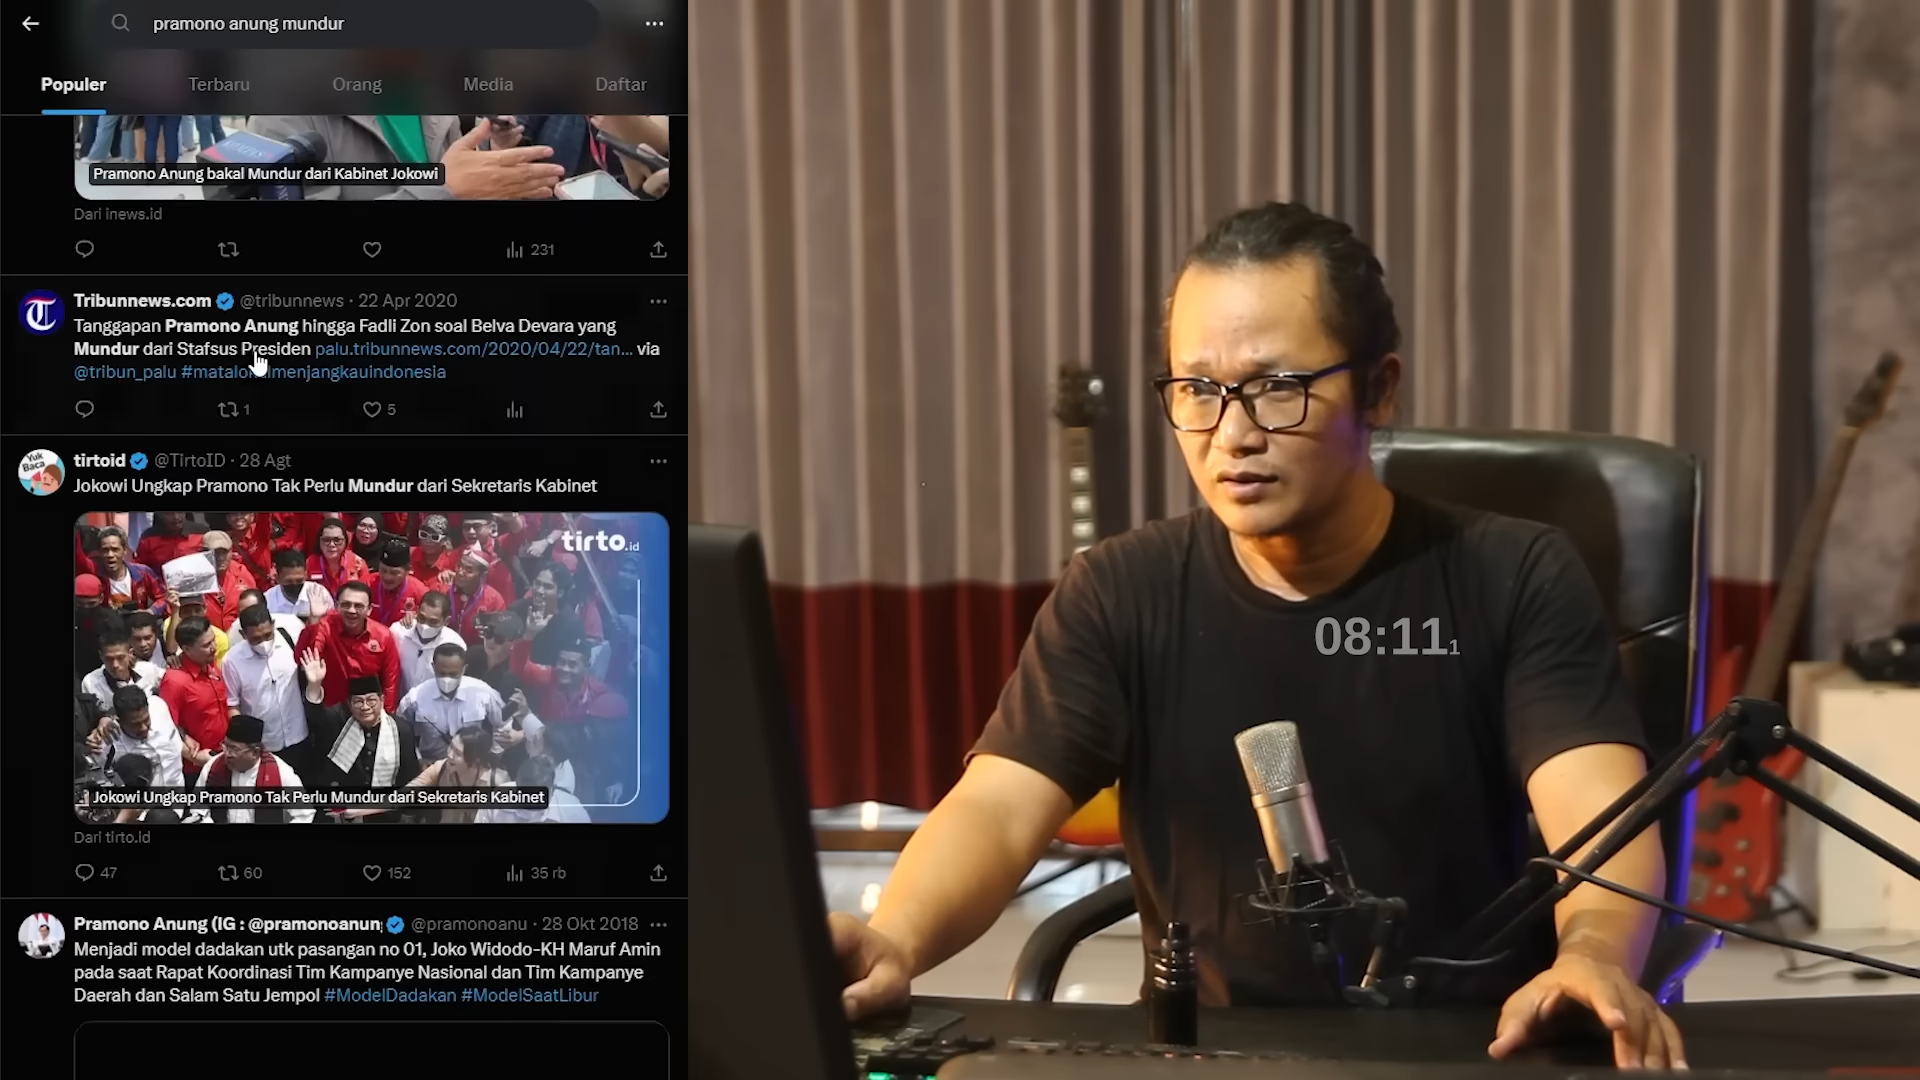 pramono anung mundur
Populer
Terbaru
Orang
Media
Daftar
Pramono Anung bakal Mundur dari Kabinet Jokowi
Dari inews.id
231
Tribunnews.com @tribunnews · 22 Apr 2020
Tanggapan Pramono Anung hingga Fadli Zon soal Belva Devara yang
Mundur dari Stafsus Presiden palu.tribunnews.com/2020/04/22/tan... via
@tribun_palu
1
5
tirtoid @TirtoID · 28 Agt
Yuk
Baca
Jokowi Ungkap Pramono Tak Perlu Mundur dari Sekretaris Kabinet
tirto.id
Jokowi Ungkap Pramono Tak Perlu Mundur dari Sekretaris Kabinet
Dari tirto.id
47
60
152
35 rb
Pramono Anung (IG : @pramonoanun @pramonoanu · 28 Okt 2018
Menjadi model dadakan utk pasangan no 01, Joko Widodo-KH Maruf Amin
pada saat Rapat Koordinasi Tim Kampanye Nasional dan Tim Kampanye
Daerah dan Salam Satu Jempol #ModelDadakan #ModelSaatLibur
08:11 1